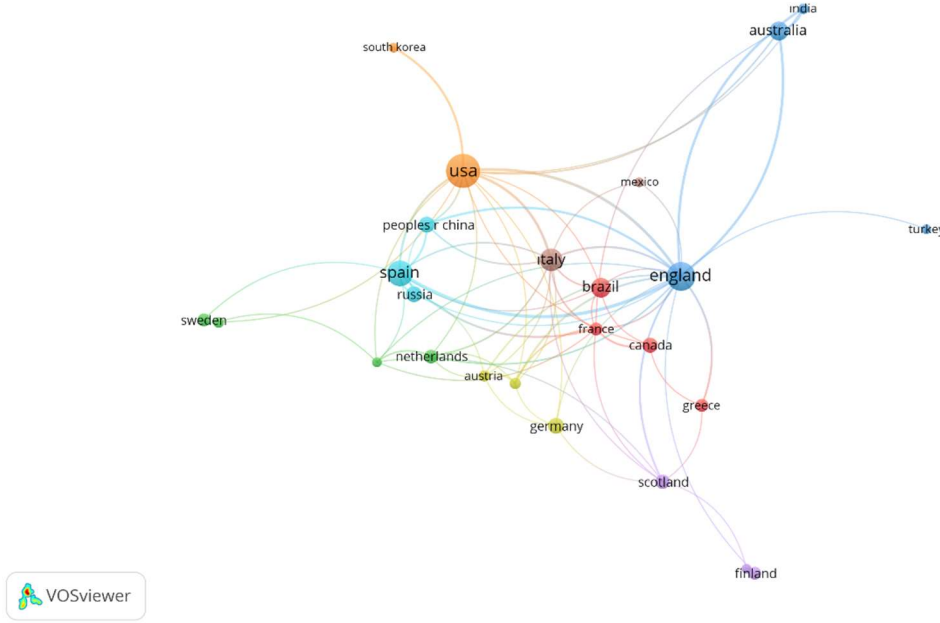 india
australia
south korea
usa
mexico
peoples r china
turkey
italy
spain
england
russia
brazil
sweden
france
canada
netherlands
austria
greece
germany
scotland
finland
VOSviewer